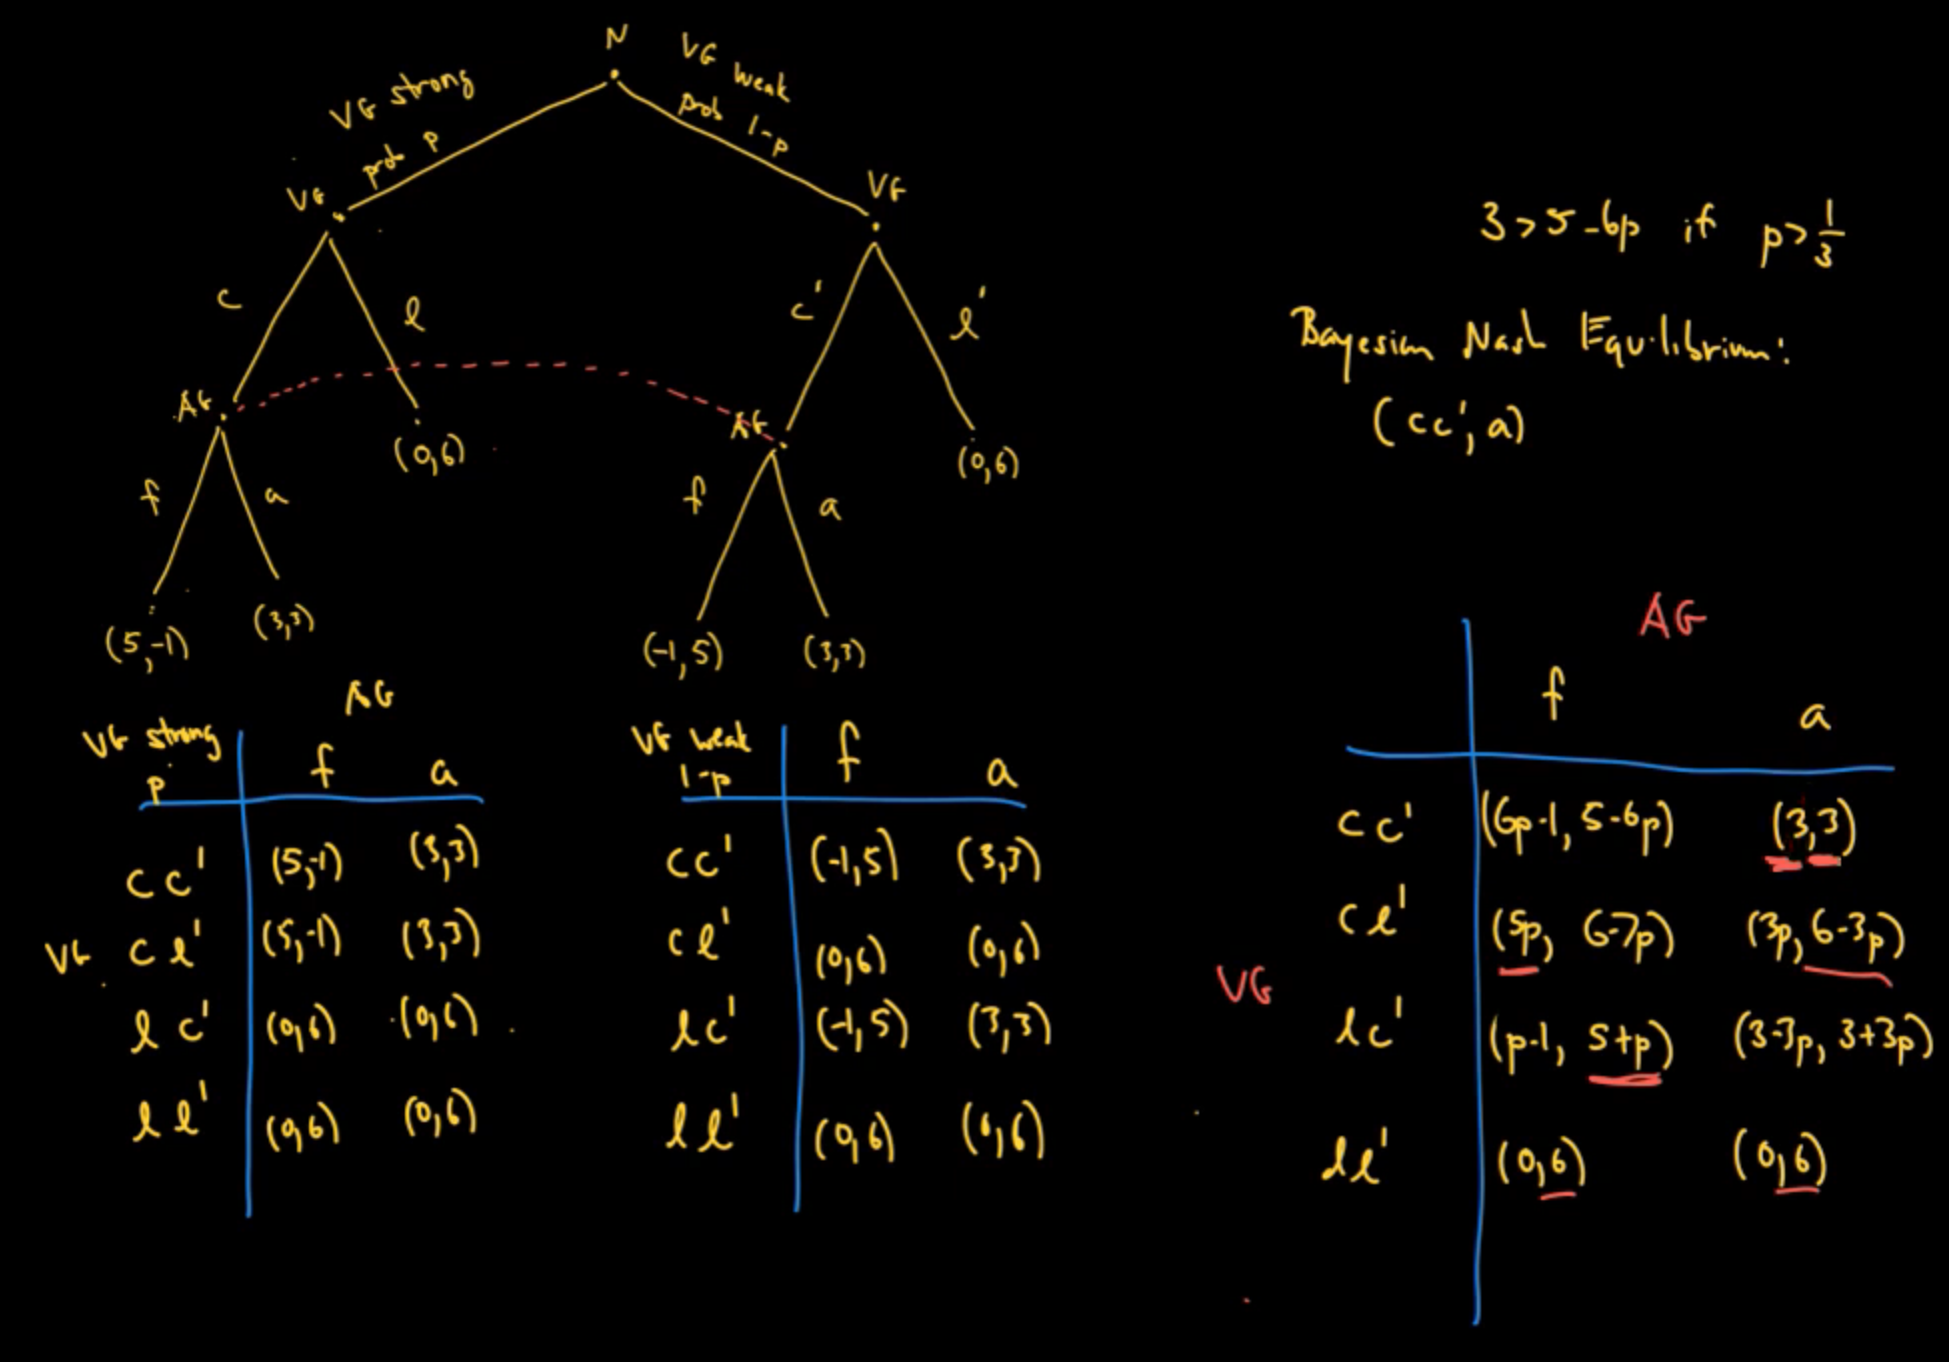 N
VG strong
prob p
VG weak
prob 1-p
VG
VG
c
l
c'
l'
AG
AG
(0,6)
(0,6)
f
a
f
a
(5,-1)
(3,3)
(-1,5)
(3,3)
3 > 5-6p if p > 1/3
Bayesian Nash Equilibrium:
(cc', a)
AG
VG strong
p
f a
cc' (5,-1) (3,3)
VG
cl' (5,-1) (3,3)
lc' (0,6) (0,6)
ll' (0,6) (0,6)
VG weak
1-p
f a
cc' (-1,5) (3,3)
cl' (0,6) (0,6)
lc' (-1,5) (3,3)
ll' (0,6) (0,6)
AG
f a
cc' (6p-1, 5-6p) (3,3)
cl' (5p, 6-7p) (3p, 6-3p)
VG
lc' (p-1, 5+p) (3-3p, 3+3p)
ll' (0,6) (0,6)